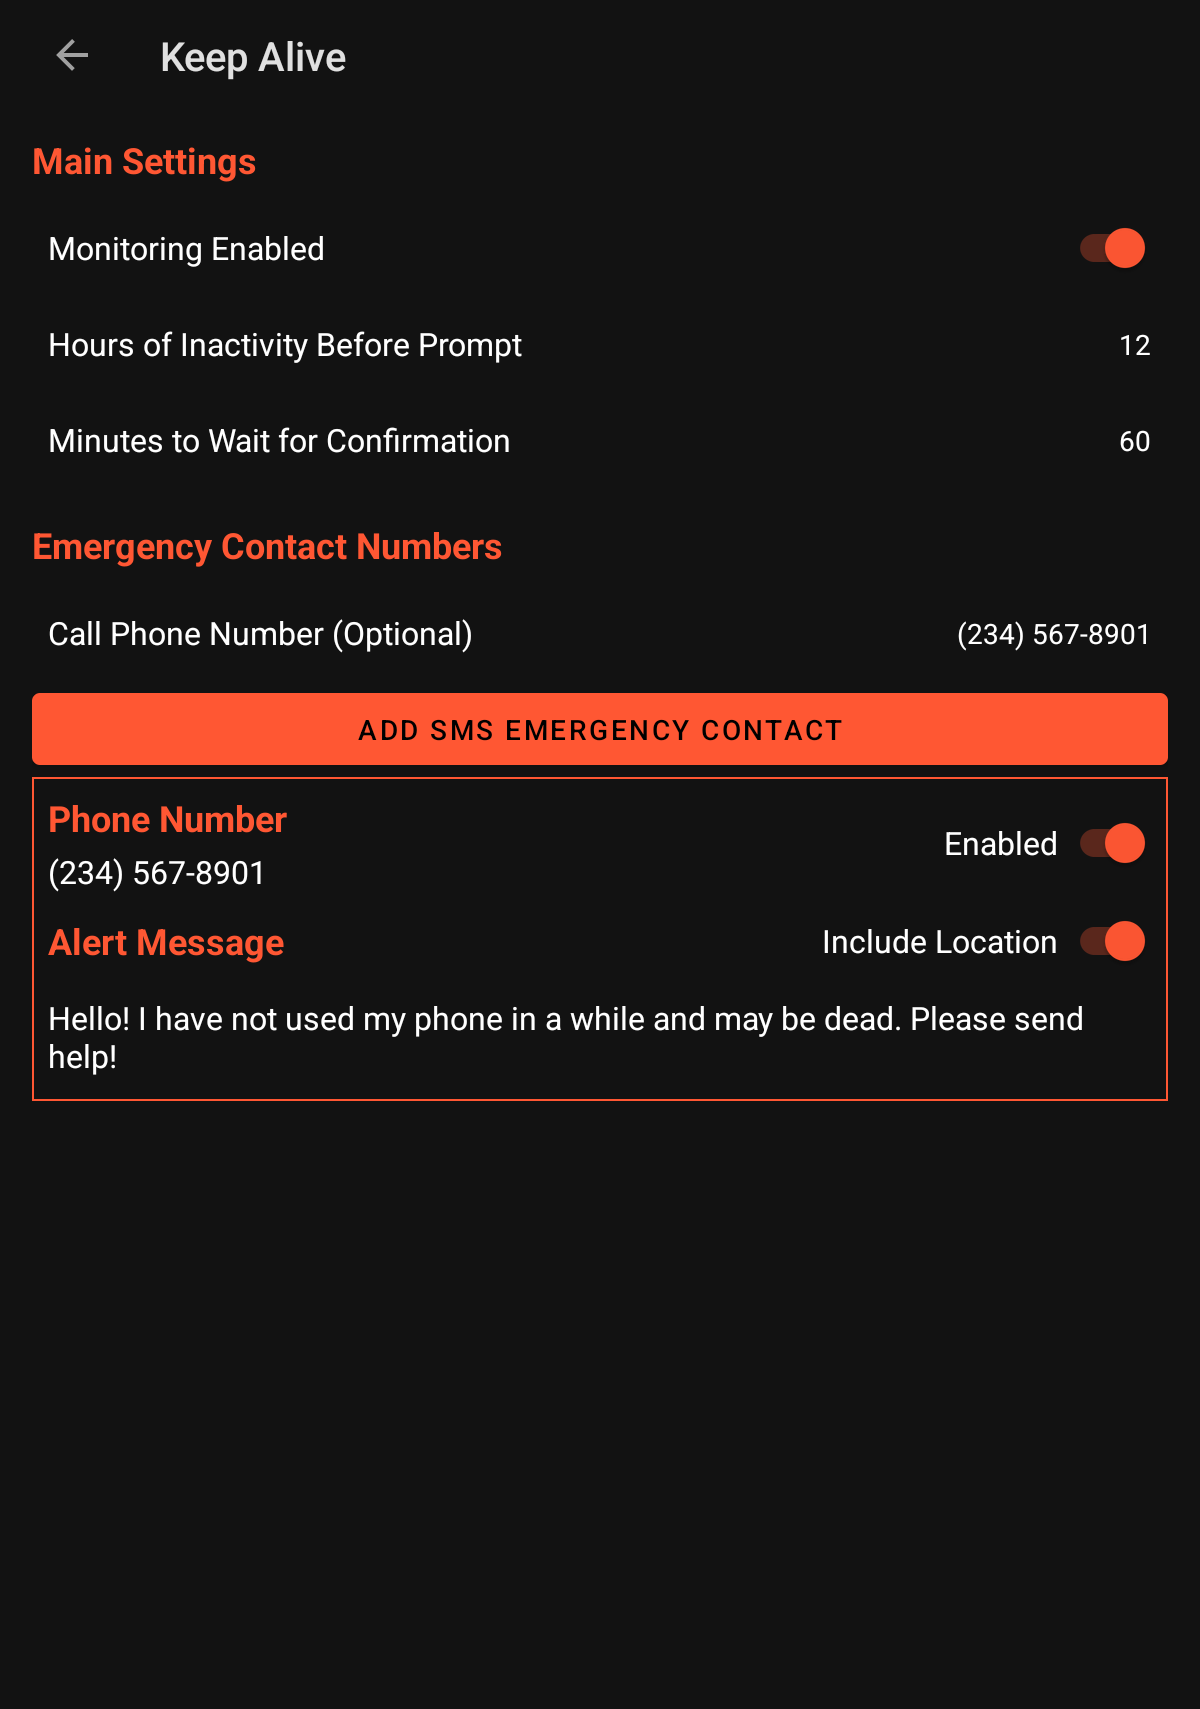 Keep Alive
Main Settings
Monitoring Enabled
Hours of Inactivity Before Prompt 12
Minutes to Wait for Confirmation 60
Emergency Contact Numbers
Call Phone Number (Optional) (234) 567-8901
ADD SMS EMERGENCY CONTACT
Phone Number
Enabled
(234) 567-8901
Alert Message Include Location
Hello! I have not used my phone in a while and may be dead. Please send
help!